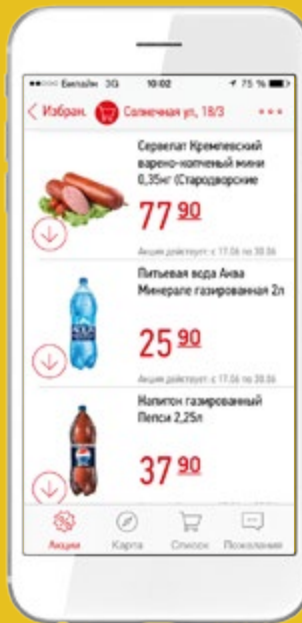 Билайн 3G 10:02 75 %
Избран. Солнечная ул, 18/3
Сервелат Кремлевский
варено-копченый мини
0,35кг (Стародворские
77 90
Акция действует: с 17.06 по 30.06
Питьевая вода Аква
Минерале газированная 2л
25 90
Акция действует: с 17.06 по 30.06
Напиток газированный
Пепси 2,25л
37 90
Акции Карта Список Пожелания